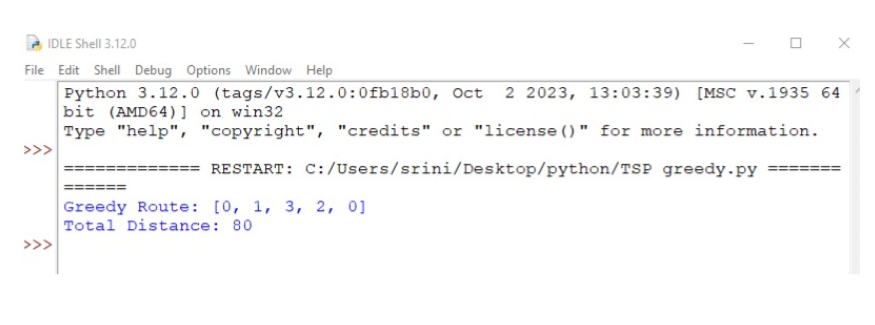 IDLE Shell 3.12.0
File Edit Shell Debug Options Window Help
Python 3.12.0 (tags/v3.12.0:0fb18b0, Oct  2 2023, 13:03:39) [MSC v.1935 64
bit (AMD64)] on win32
Type "help", "copyright", "credits" or "license()" for more information.
>>>
============= RESTART: C:/Users/srini/Desktop/python/TSP greedy.py =======
======
Greedy Route: [0, 1, 3, 2, 0]
Total Distance: 80
>>>